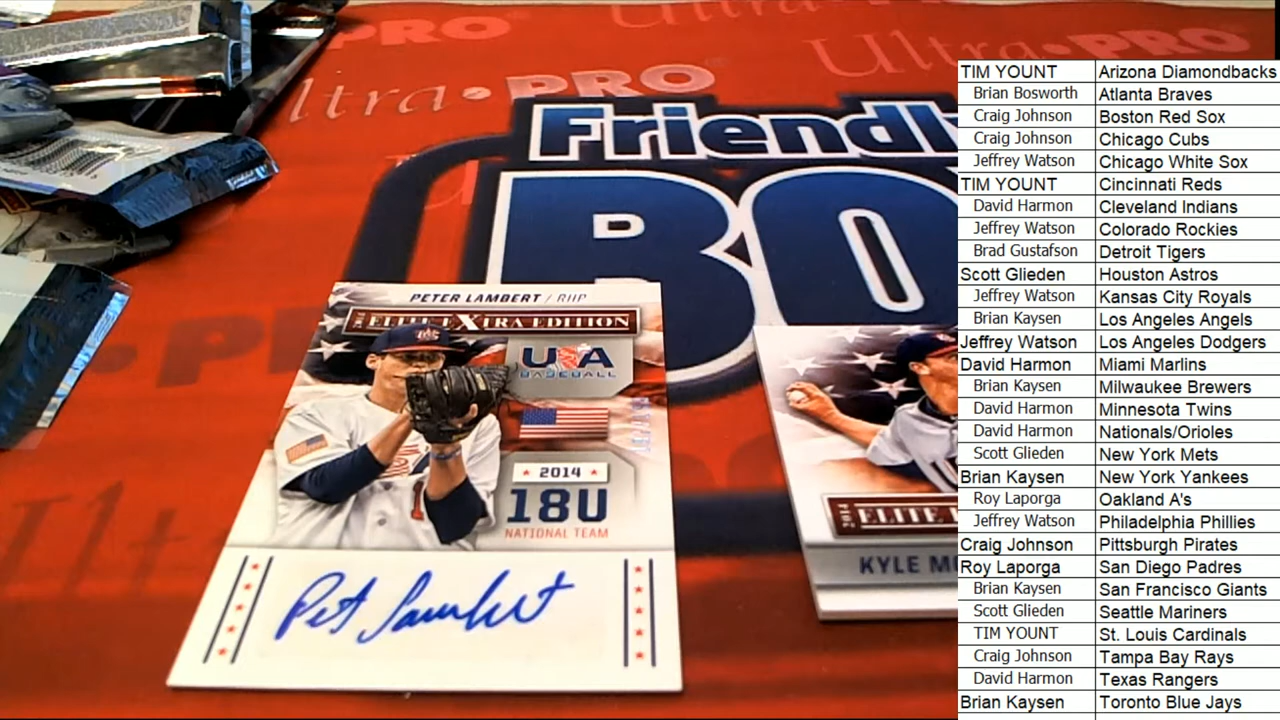 Ultra•PRO
Ultra•PRO
Ultra•PRO
Friendl
BO
PRO
PETER LAMBERT / RHP
2014 ELITE EXTRA EDITION
USA
BASEBALL
2014
18U
NATIONAL TEAM
Pet Lambert
2014 ELITE
KYLE M
TIM YOUNT Arizona Diamondbacks
Brian Bosworth Atlanta Braves
Craig Johnson Boston Red Sox
Craig Johnson Chicago Cubs
Jeffrey Watson Chicago White Sox
TIM YOUNT Cincinnati Reds
David Harmon Cleveland Indians
Jeffrey Watson Colorado Rockies
Brad Gustafson Detroit Tigers
Scott Glieden Houston Astros
Jeffrey Watson Kansas City Royals
Brian Kaysen Los Angeles Angels
Jeffrey Watson Los Angeles Dodgers
David Harmon Miami Marlins
Brian Kaysen Milwaukee Brewers
David Harmon Minnesota Twins
David Harmon Nationals/Orioles
Scott Glieden New York Mets
Brian Kaysen New York Yankees
Roy Laporga Oakland A's
Jeffrey Watson Philadelphia Phillies
Craig Johnson Pittsburgh Pirates
Roy Laporga San Diego Padres
Brian Kaysen San Francisco Giants
Scott Glieden Seattle Mariners
TIM YOUNT St. Louis Cardinals
Craig Johnson Tampa Bay Rays
David Harmon Texas Rangers
Brian Kaysen Toronto Blue Jays